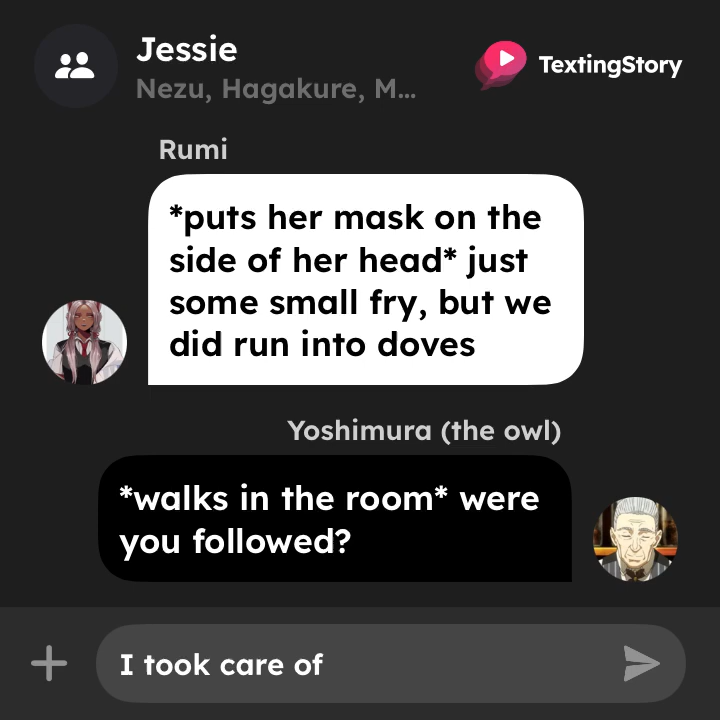 Jessie
Nezu, Hagakure, M...
TextingStory
Rumi
*puts her mask on the
side of her head* just
some small fry, but we
did run into doves
Yoshimura (the owl)
*walks in the room* were
you followed?
I took care of